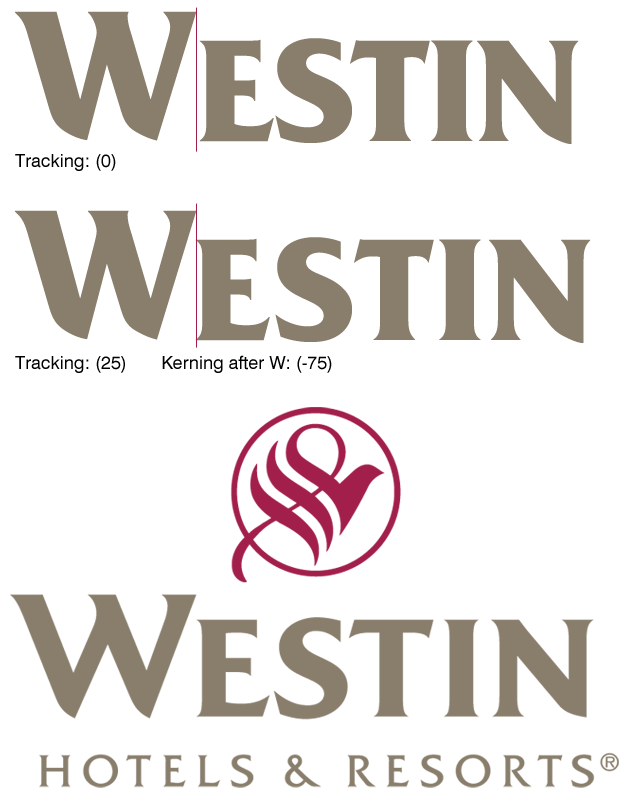 WESTIN
Tracking: (0)
WESTIN
Tracking: (25) Kerning after W: (-75)
WESTIN
HOTELS & RESORTS®